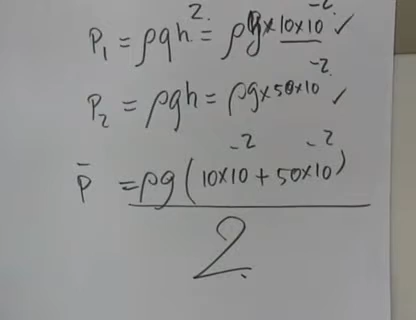 P₁ = ρgh² = ρg×10×10⁻² ✓
P₂ = ρgh = ρg×50×10⁻² ✓
P̄ = ρg(10×10⁻² + 50×10⁻²)
2